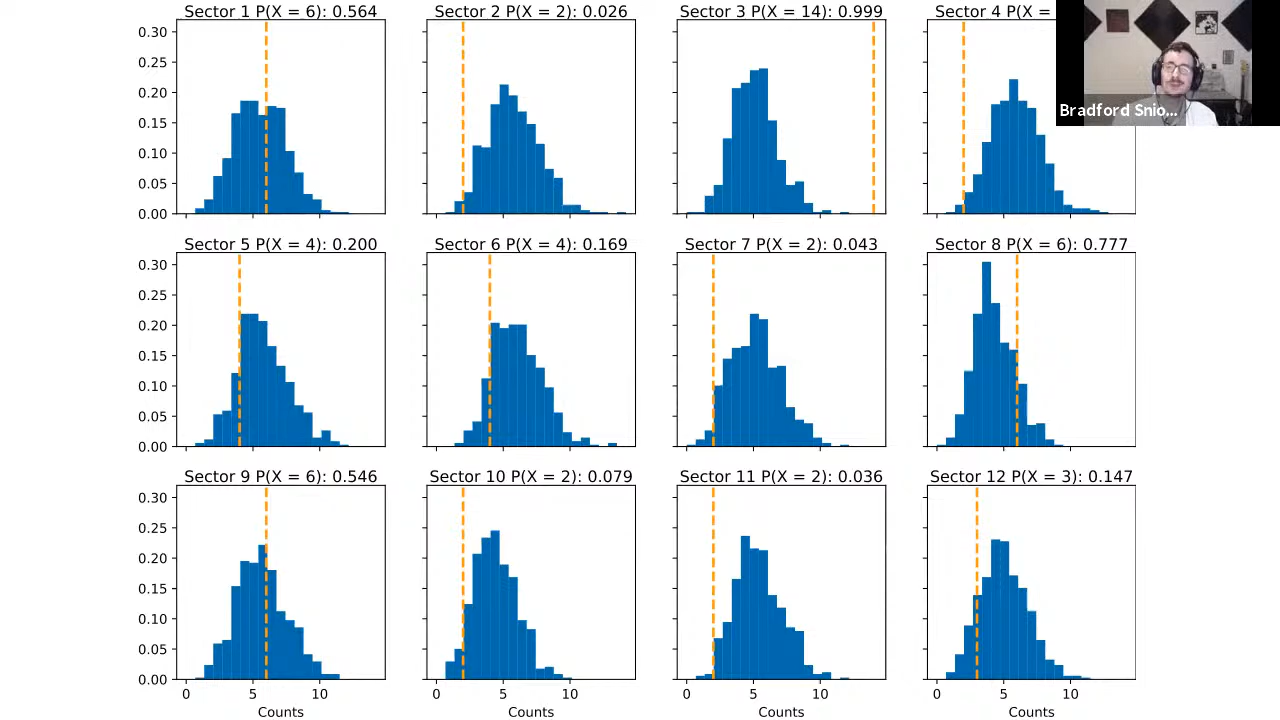 Sector 1 P(X = 6): 0.564
Sector 2 P(X = 2): 0.026
Sector 3 P(X = 14): 0.999
Sector 4 P(X =
Bradford Snio...
0.30
0.25
0.20
0.15
0.10
0.05
0.00
Sector 5 P(X = 4): 0.200
Sector 6 P(X = 4): 0.169
Sector 7 P(X = 2): 0.043
Sector 8 P(X = 6): 0.777
0.30
0.25
0.20
0.15
0.10
0.05
0.00
Sector 9 P(X = 6): 0.546
Sector 10 P(X = 2): 0.079
Sector 11 P(X = 2): 0.036
Sector 12 P(X = 3): 0.147
0.30
0.25
0.20
0.15
0.10
0.05
0.00
0 5 10
0 5 10
0 5 10
0 5 10
Counts
Counts
Counts
Counts